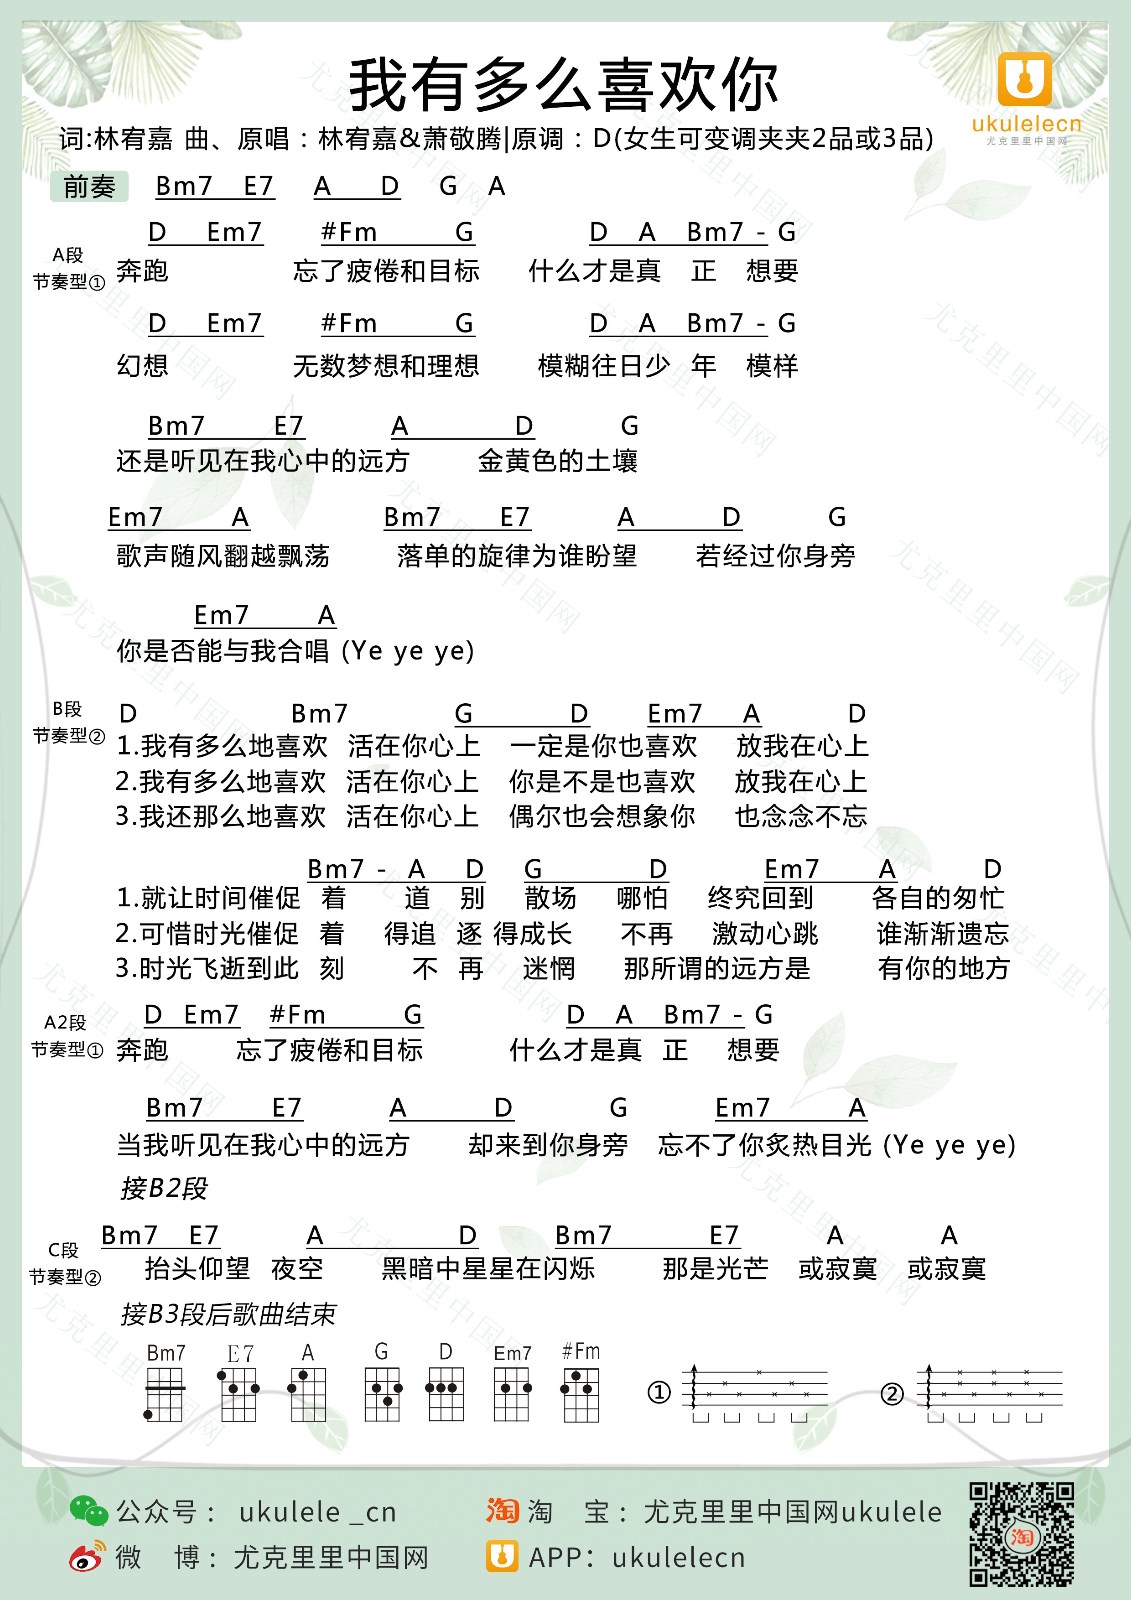 我有多么喜欢你
ukulelecn
尤克里里中国网
词:林宥嘉 曲、原唱：林宥嘉&萧敬腾|原调：D(女生可变调夹夹2品或3品)
前奏 Bm7 E7 A D G A
D Em7 #Fm G D A Bm7 - G
A段
节奏型①
奔跑 忘了疲倦和目标 什么才是真 正 想要
D Em7 #Fm G D A Bm7 - G
幻想 无数梦想和理想 模糊往日少 年 模样
Bm7 E7 A D G
还是听见在我心中的远方 金黄色的土壤
Em7 A Bm7 E7 A D G
歌声随风翻越飘荡 落单的旋律为谁盼望 若经过你身旁
Em7 A
你是否能与我合唱 (Ye ye ye)
B段
节奏型②
D Bm7 G D Em7 A D
1.我有多么地喜欢 活在你心上 一定是你也喜欢 放我在心上
2.我有多么地喜欢 活在你心上 你是不是也喜欢 放我在心上
3.我还那么地喜欢 活在你心上 偶尔也会想象你 也念念不忘
Bm7 - A D G D Em7 A D
1.就让时间催促 着 道 别 散场 哪怕 终究回到 各自的匆忙
2.可惜时光催促 着 得追 逐 得成长 不再 激动心跳 谁渐渐遗忘
3.时光飞逝到此 刻 不 再 迷惘 那所谓的远方是 有你的地方
A2段
节奏型①
D Em7 #Fm G D A Bm7 - G
奔跑 忘了疲倦和目标 什么才是真 正 想要
Bm7 E7 A D G Em7 A
当我听见在我心中的远方 却来到你身旁 忘不了你炙热目光 (Ye ye ye)
接B2段
C段
节奏型②
Bm7 E7 A D Bm7 E7 A A
抬头仰望 夜空 黑暗中星星在闪烁 那是光芒 或寂寞 或寂寞
接B3段后歌曲结束
Bm7 E7 A G D Em7 #Fm
① ②
公众号： ukulele _cn 淘 淘 宝：尤克里里中国网ukulele
微 博：尤克里里中国网 APP：ukulelecn
淘